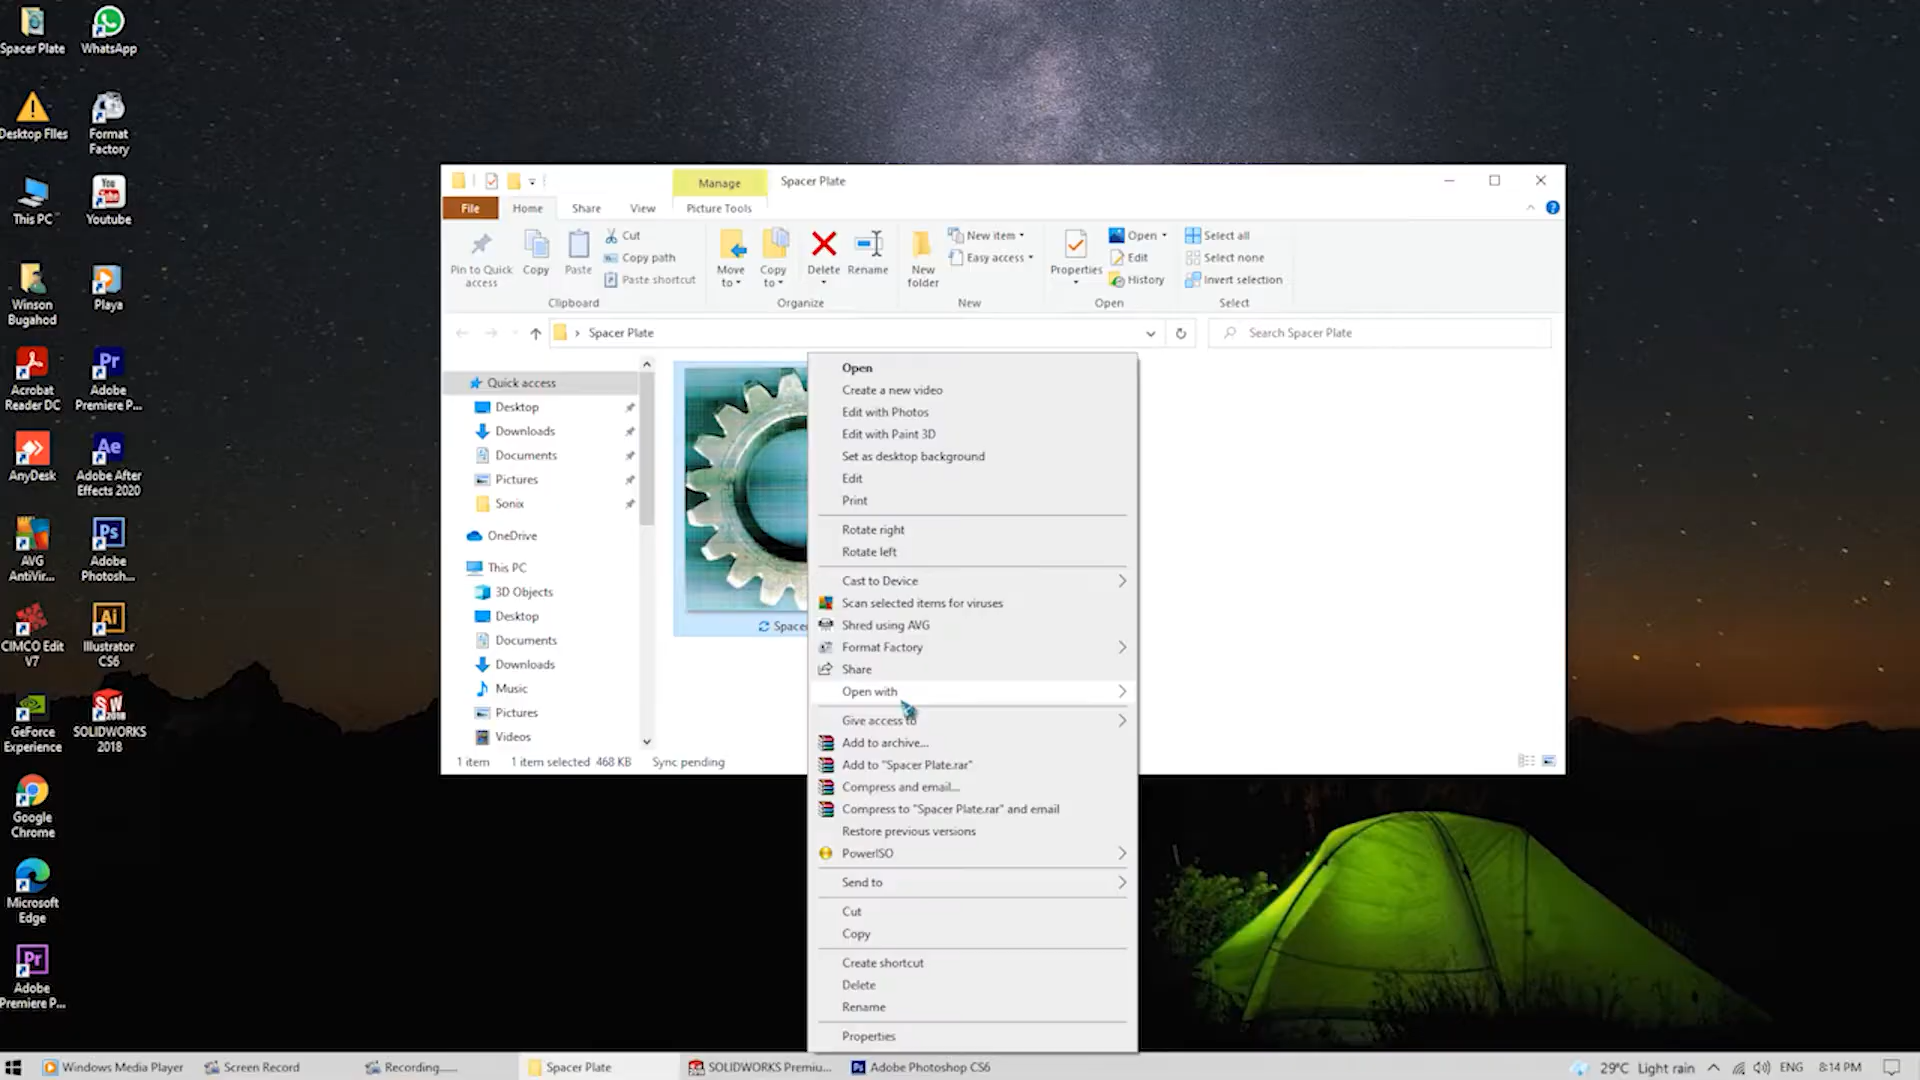 Spacer Plate
WhatsApp
Desktop FIles
Format
Factory
This PC
Youtube
Winson
Bugahod
Playa
Acrobat
Reader DC
Adobe
Premiere P...
AnyDesk
Adobe After
Effects 2020
AVG
AntiVir...
Adobe
Photosh...
CIMCO Edit
V7
Illustrator
CS6
GeForce
Experience
SOLIDWORKS
2018
Google
Chrome
Microsoft
Edge
Adobe
Premiere P...
Manage
Spacer Plate
File
Home
Share
View
Picture Tools
Pin to Quick
access
Copy
Paste
Cut
Copy path
Paste shortcut
Clipboard
Move
to
Copy
to
Delete
Rename
Organize
New
folder
New item
Easy access
New
Properties
Open
Edit
History
Open
Select all
Select none
Invert selection
Select
Spacer Plate
Search Spacer Plate
Quick access
Desktop
Downloads
Documents
Pictures
Sonix
OneDrive
This PC
3D Objects
Desktop
Documents
Downloads
Music
Pictures
Videos
Spacer
1 item
1 item selected 468 KB
Sync pending
Open
Create a new video
Edit with Photos
Edit with Paint 3D
Set as desktop background
Edit
Print
Rotate right
Rotate left
Cast to Device
Scan selected items for viruses
Shred using AVG
Format Factory
Share
Open with
Give access to
Add to archive...
Add to "Spacer Plate.rar"
Compress and email...
Compress to "Spacer Plate.rar" and email
Restore previous versions
PowerISO
Send to
Cut
Copy
Create shortcut
Delete
Rename
Properties
Windows Media Player
Screen Record
Recording......
Spacer Plate
SOLIDWORKS Premiu...
Adobe Photoshop CS6
29°C Light rain
ENG
8:14 PM